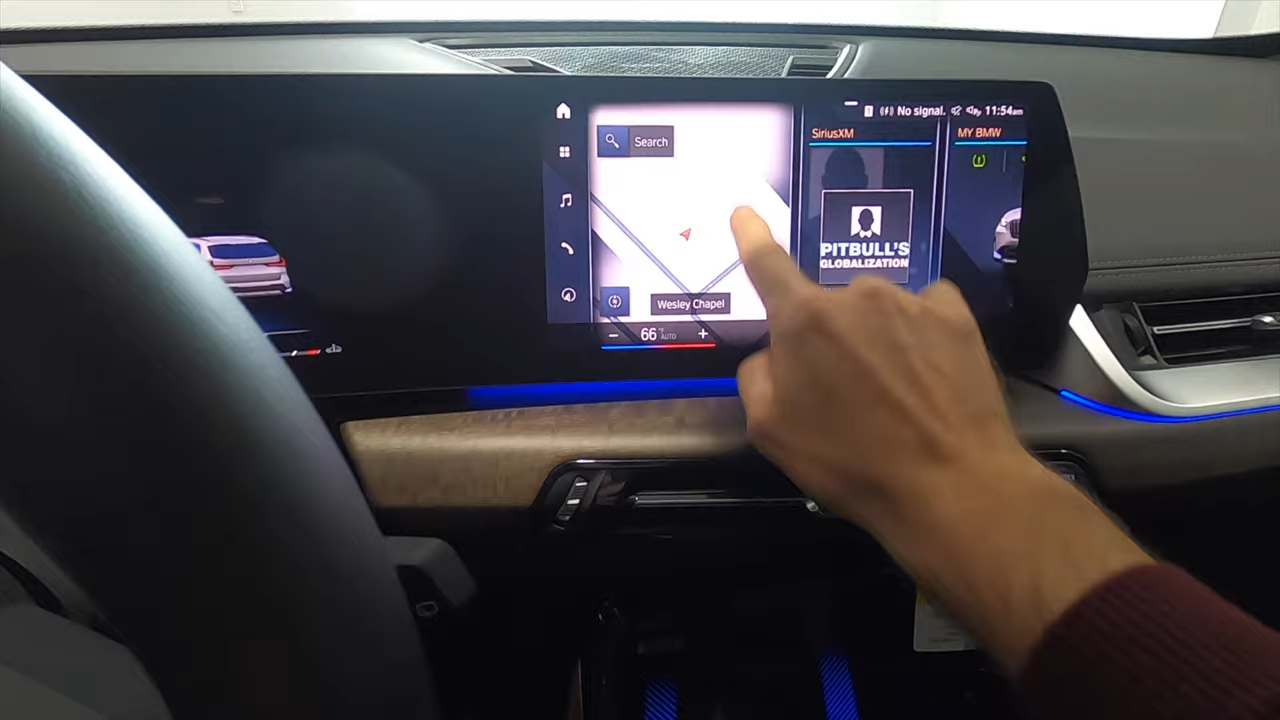 No signal. 11:54am
SiriusXM
MY BMW
Search
PITBULL'S
GLOBALIZATION
Wesley Chapel
− 66 °F AUTO +